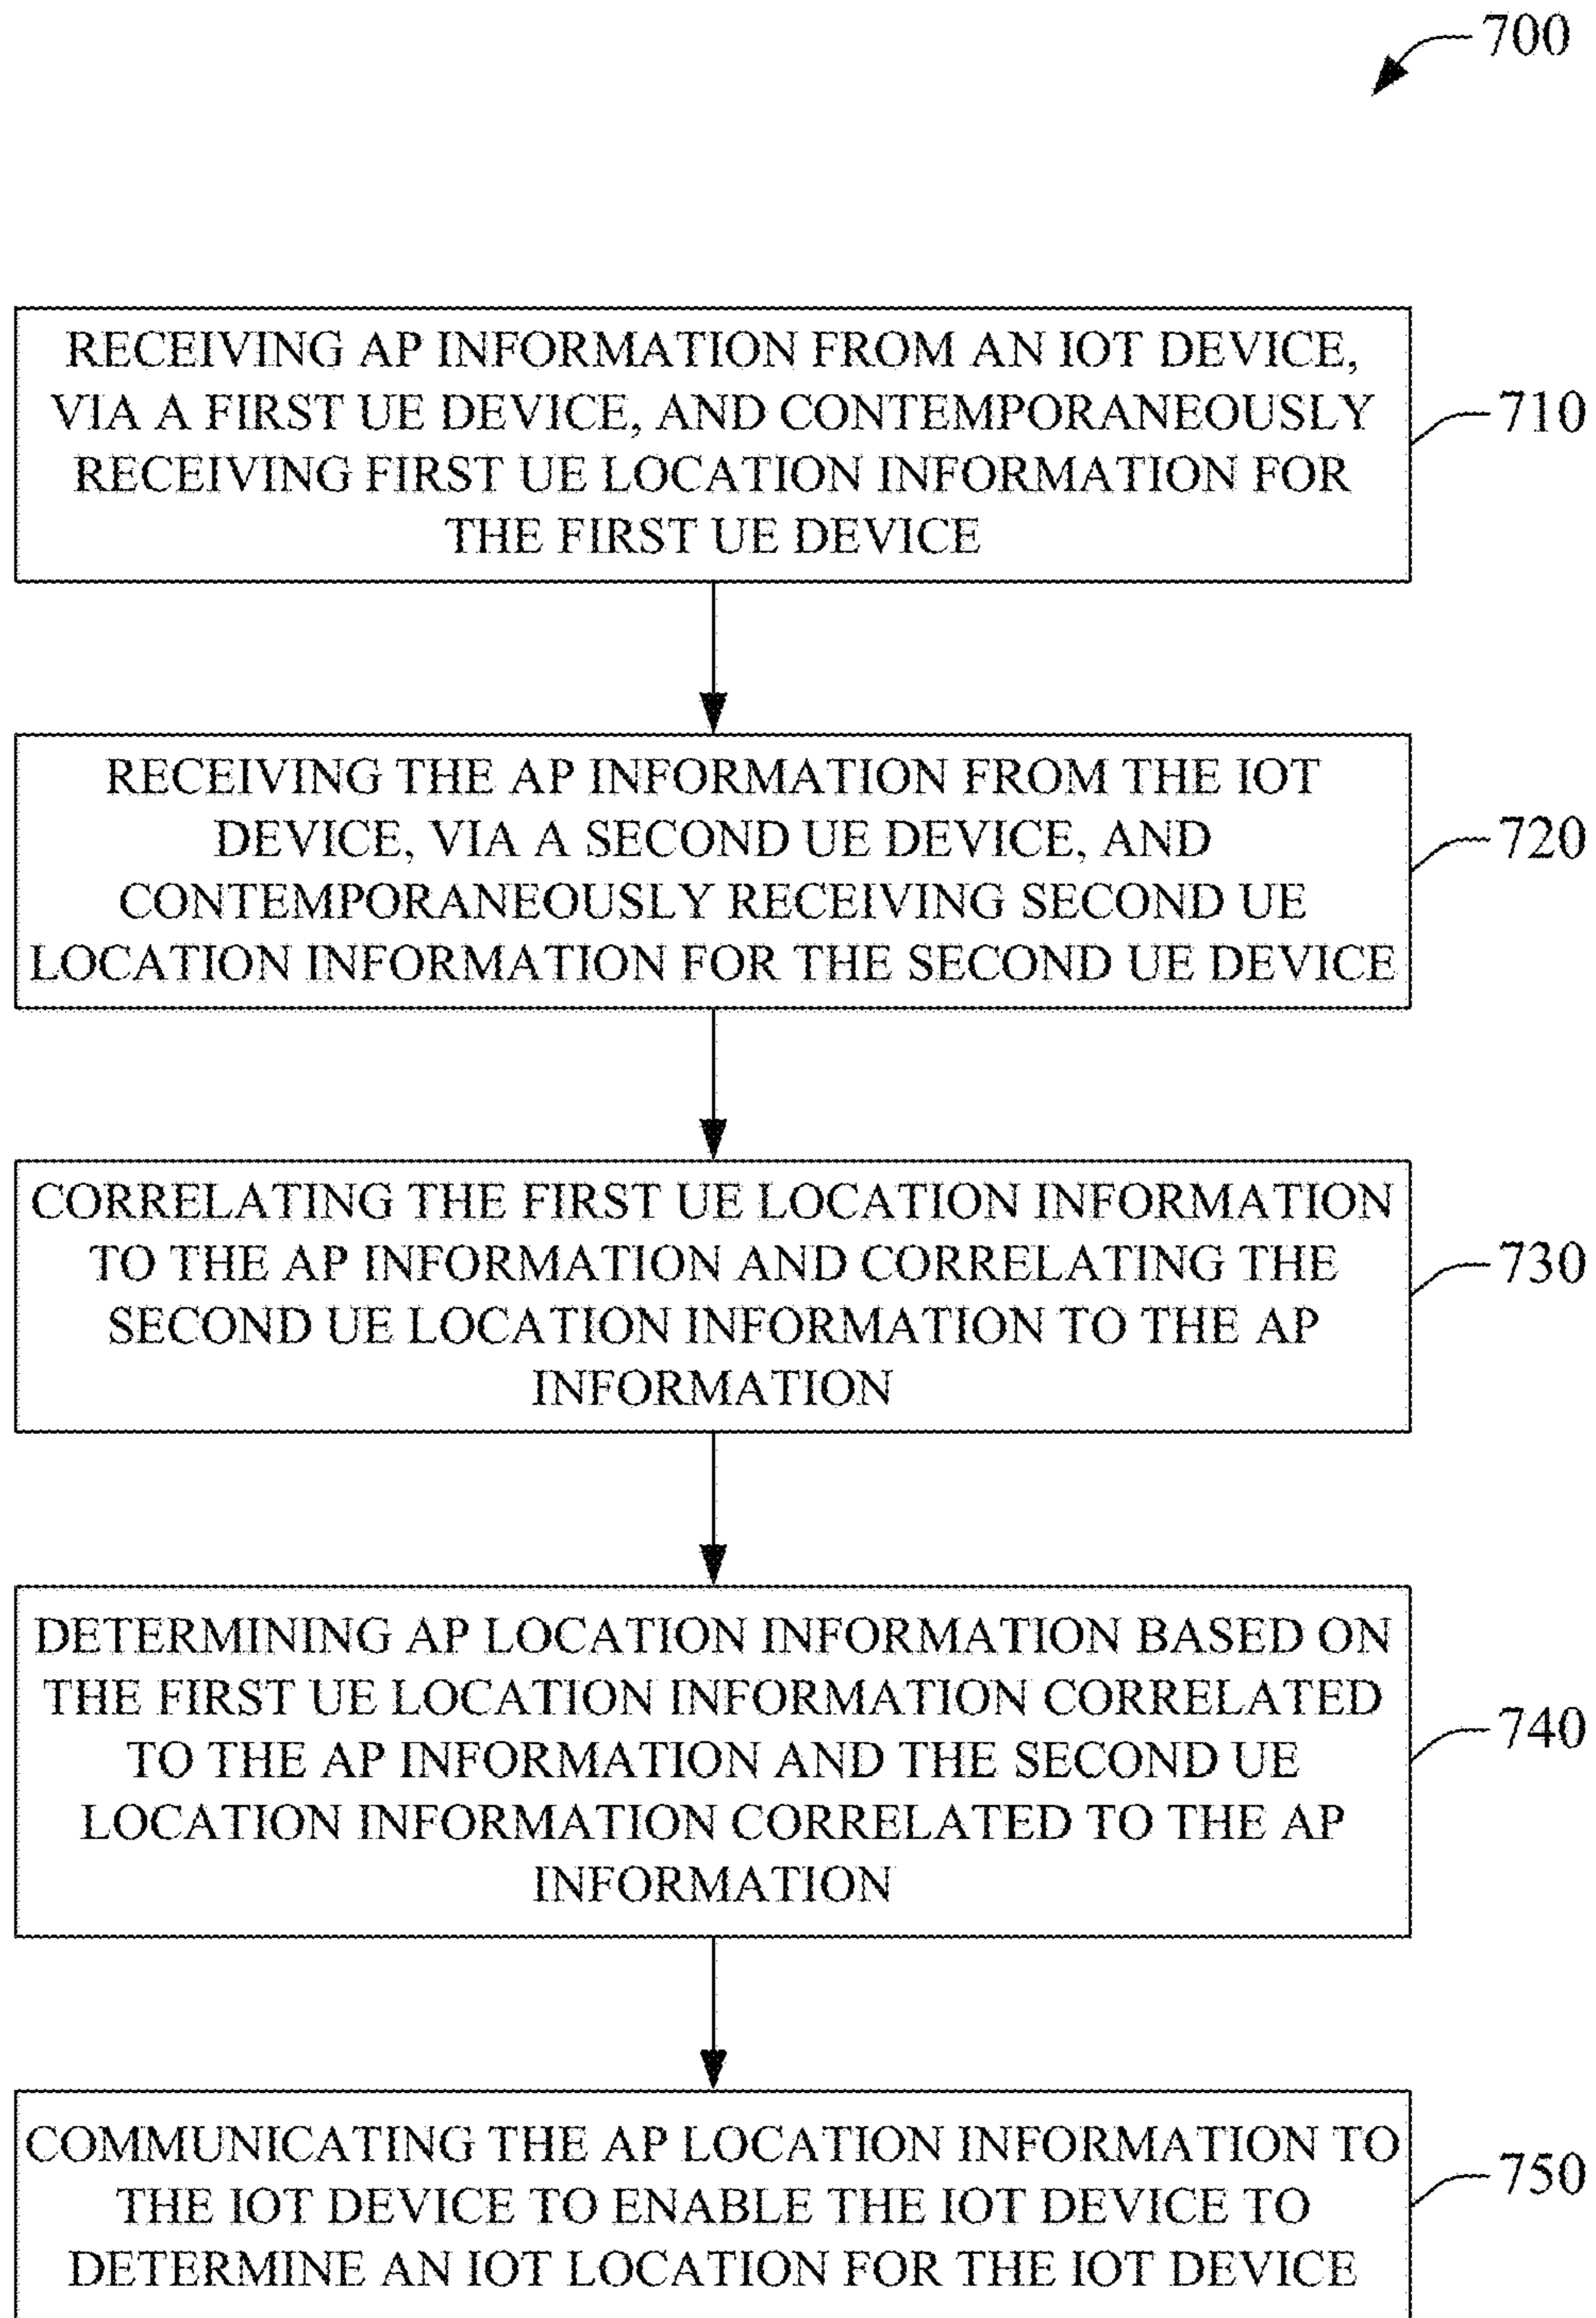 700
RECEIVING AP INFORMATION FROM AN IOT DEVICE,
VIA A FIRST UE DEVICE, AND CONTEMPORANEOUSLY
RECEIVING FIRST UE LOCATION INFORMATION FOR
THE FIRST UE DEVICE
710
RECEIVING THE AP INFORMATION FROM THE IOT
DEVICE, VIA A SECOND UE DEVICE, AND
CONTEMPORANEOUSLY RECEIVING SECOND UE
LOCATION INFORMATION FOR THE SECOND UE DEVICE
720
CORRELATING THE FIRST UE LOCATION INFORMATION
TO THE AP INFORMATION AND CORRELATING THE
SECOND UE LOCATION INFORMATION TO THE AP
INFORMATION
730
DETERMINING AP LOCATION INFORMATION BASED ON
THE FIRST UE LOCATION INFORMATION CORRELATED
TO THE AP INFORMATION AND THE SECOND UE
LOCATION INFORMATION CORRELATED TO THE AP
INFORMATION
740
COMMUNICATING THE AP LOCATION INFORMATION TO
THE IOT DEVICE TO ENABLE THE IOT DEVICE TO
DETERMINE AN IOT LOCATION FOR THE IOT DEVICE
750